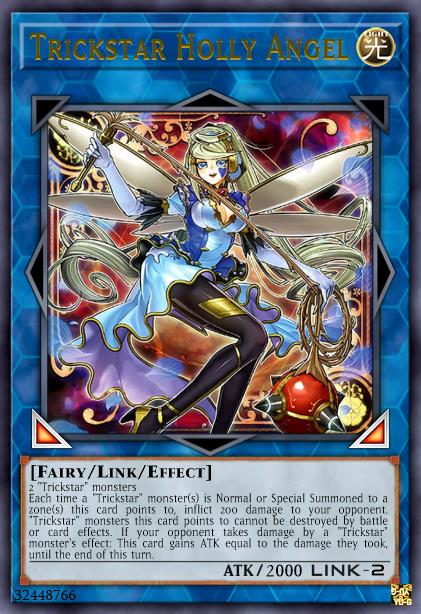 Trickstar Holly Angel
LIGHT
光
[Fairy/Link/Effect]
2 "Trickstar" monsters
Each time a "Trickstar" monster(s) is Normal or Special Summoned to a
zone(s) this card points to, inflict 200 damage to your opponent.
"Trickstar" monsters this card points to cannot be destroyed by battle
or card effects. If your opponent takes damage by a "Trickstar"
monster's effect: This card gains ATK equal to the damage they took,
until the end of this turn.
ATK/2000 LINK-2
32448766